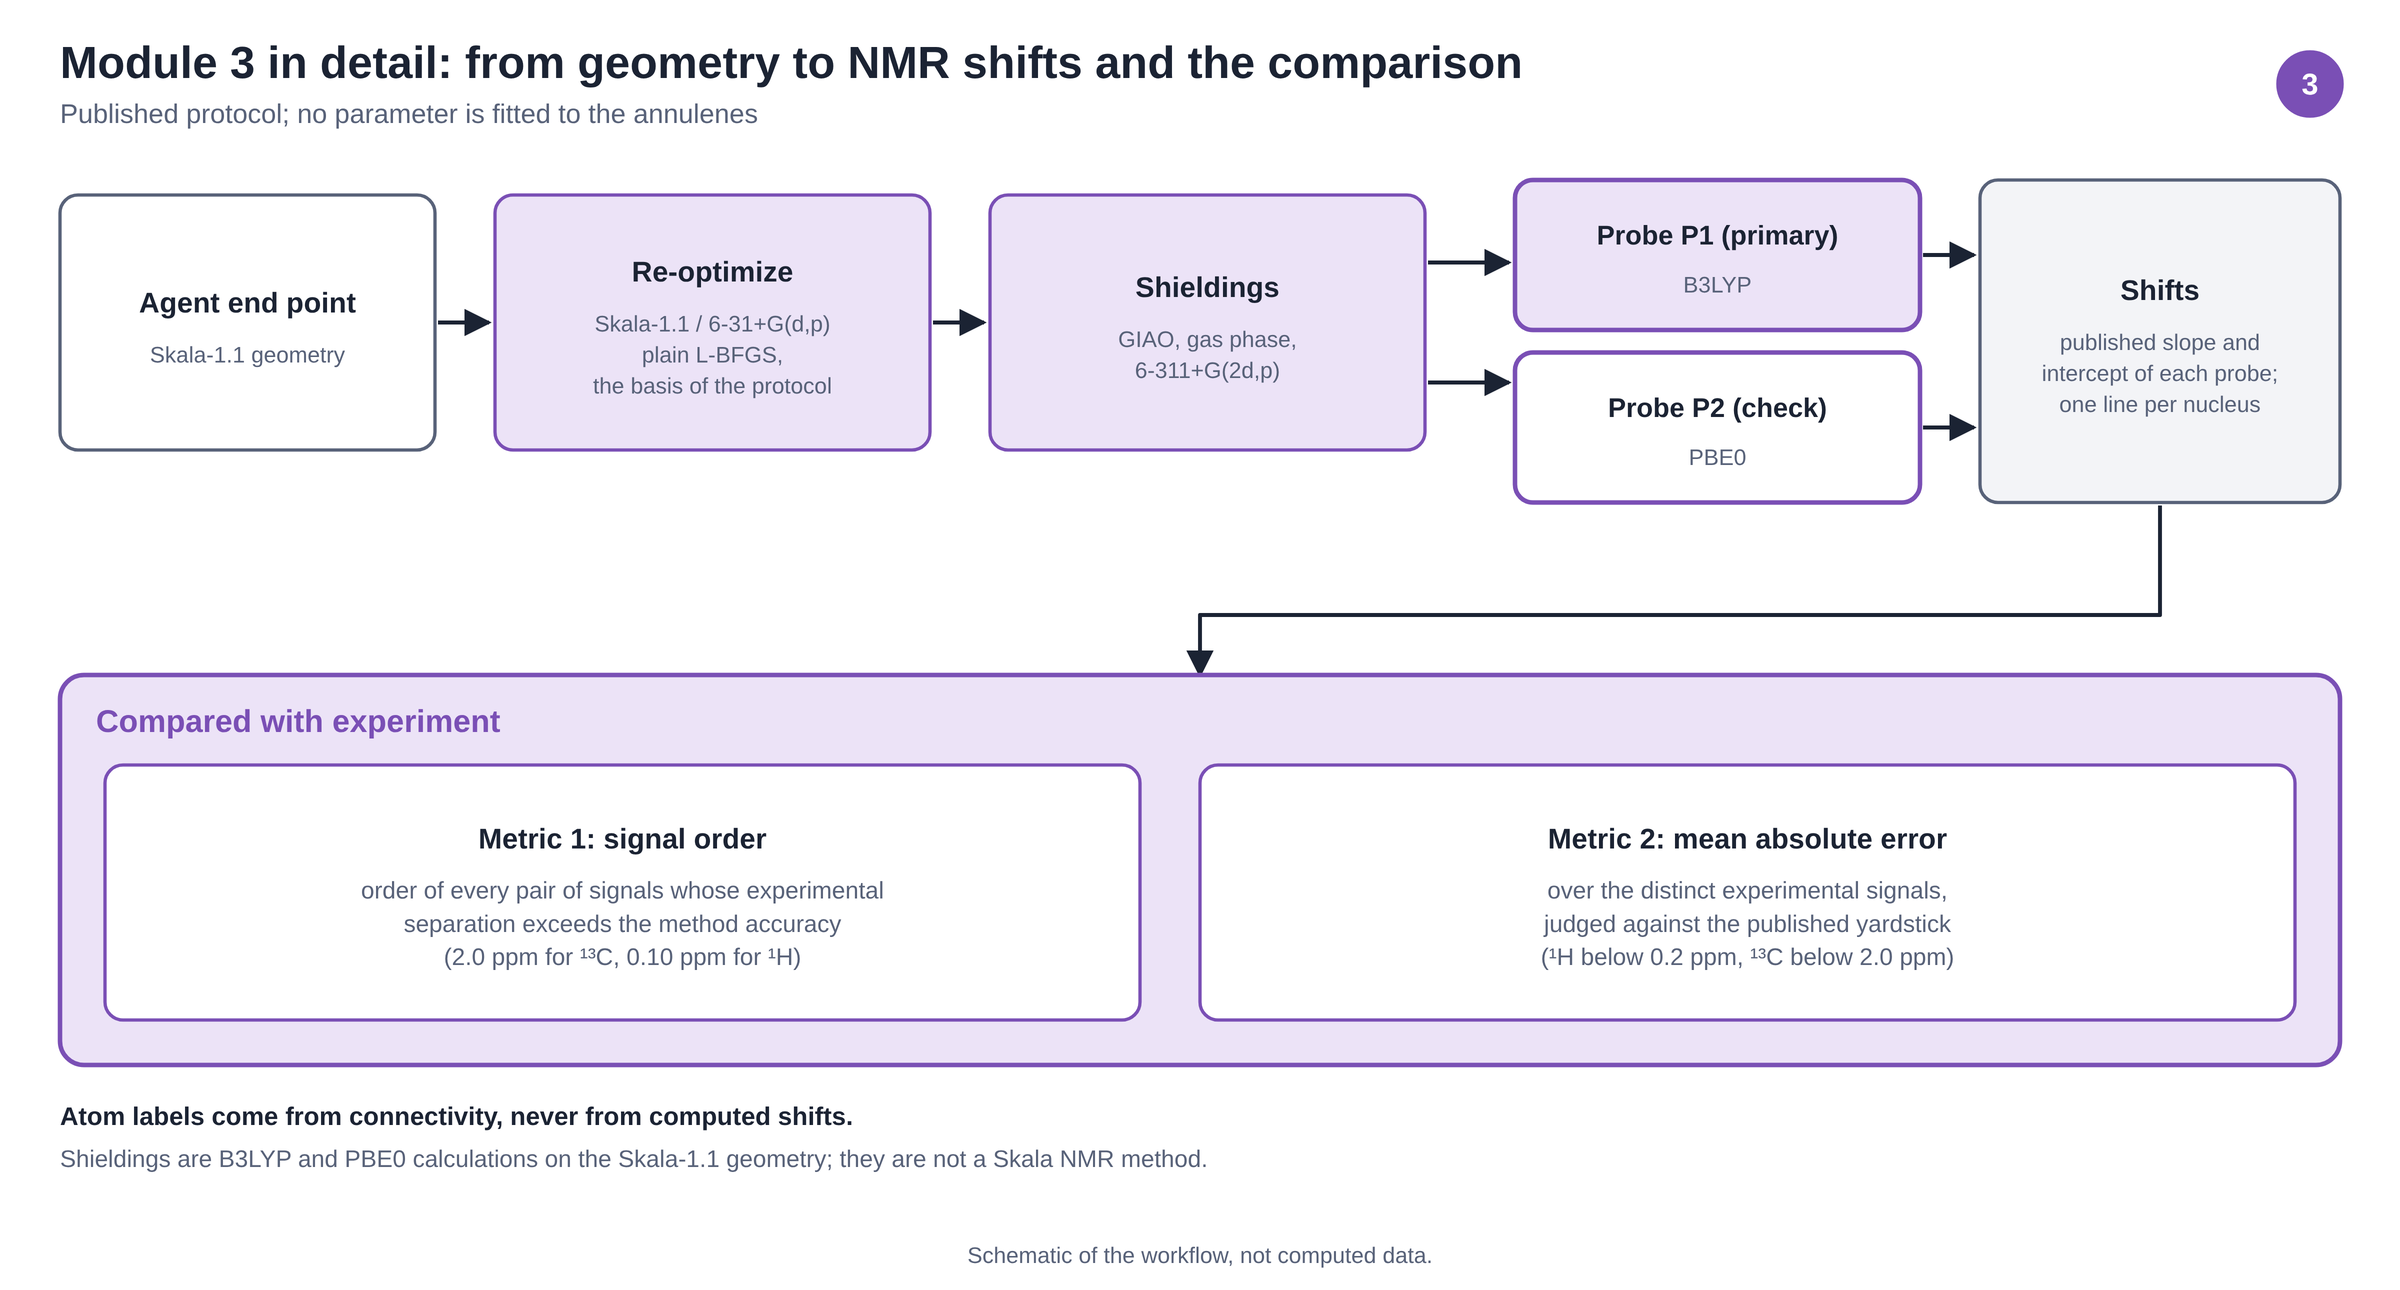 Module 3 in detail: from geometry to NMR shifts and the comparison
3
Published protocol; no parameter is fitted to the annulenes
Agent end point
Skala-1.1 geometry
Re-optimize
Skala-1.1 / 6-31+G(d,p)
plain L-BFGS,
the basis of the protocol
Shieldings
GIAO, gas phase,
6-311+G(2d,p)
Probe P1 (primary)
B3LYP
Probe P2 (check)
PBE0
Shifts
published slope and
intercept of each probe;
one line per nucleus
Compared with experiment
Metric 1: signal order
order of every pair of signals whose experimental
separation exceeds the method accuracy
(2.0 ppm for ¹³C, 0.10 ppm for ¹H)
Metric 2: mean absolute error
over the distinct experimental signals,
judged against the published yardstick
(¹H below 0.2 ppm, ¹³C below 2.0 ppm)
Atom labels come from connectivity, never from computed shifts.
Shieldings are B3LYP and PBE0 calculations on the Skala-1.1 geometry; they are not a Skala NMR method.
Schematic of the workflow, not computed data.